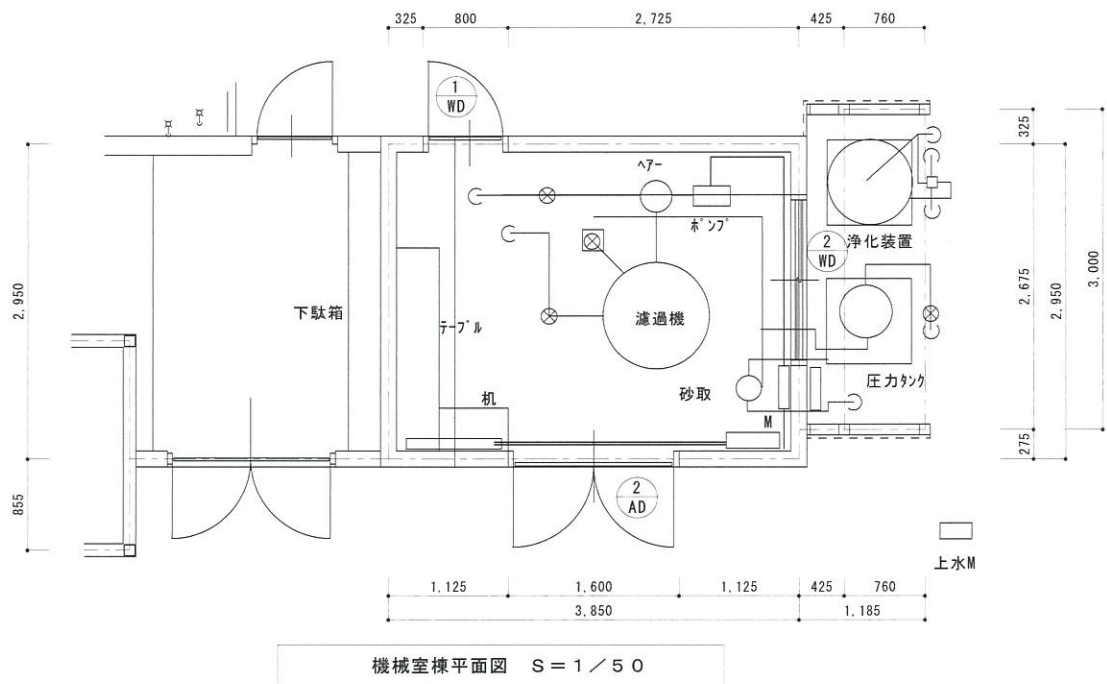 325 800 2,725 425 760
1
WD
ヘアー
ポンプ
浄化装置
2
WD
下駄箱
テーブル
濾過機
圧力タンク
砂取
机
M
2
AD
2,950
855
325
2,675
275
2,950
3,000
上水M
1,125 1,600 1,125 425 760
3,850 1,185
機械室棟平面図 S=1/50